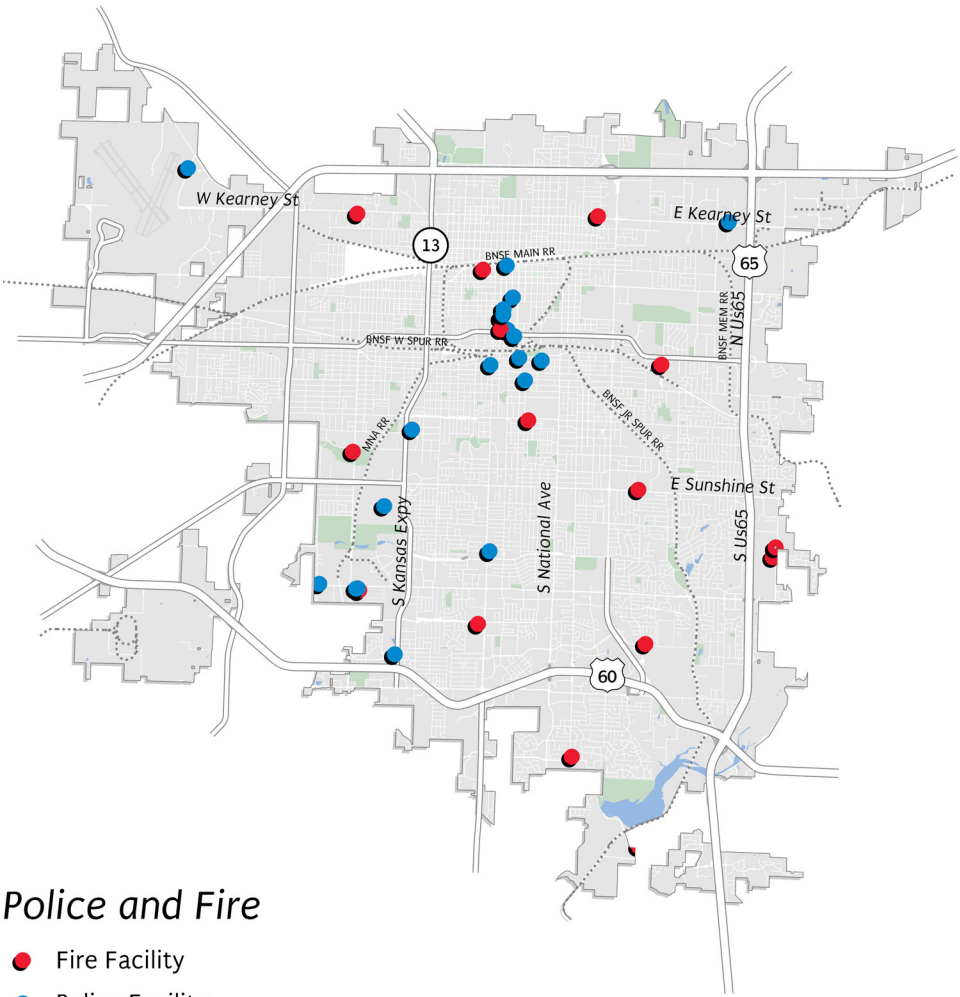 W Kearney St
E Kearney St
13
BNSF MAIN RR
65
BNSF MEM RR
N Us65
BNSF W SPUR RR
BNSF JR SPUR RR
MNA RR
E Sunshine St
S Kansas Expy
S National Ave
S Us65
60
Police and Fire
Fire Facility